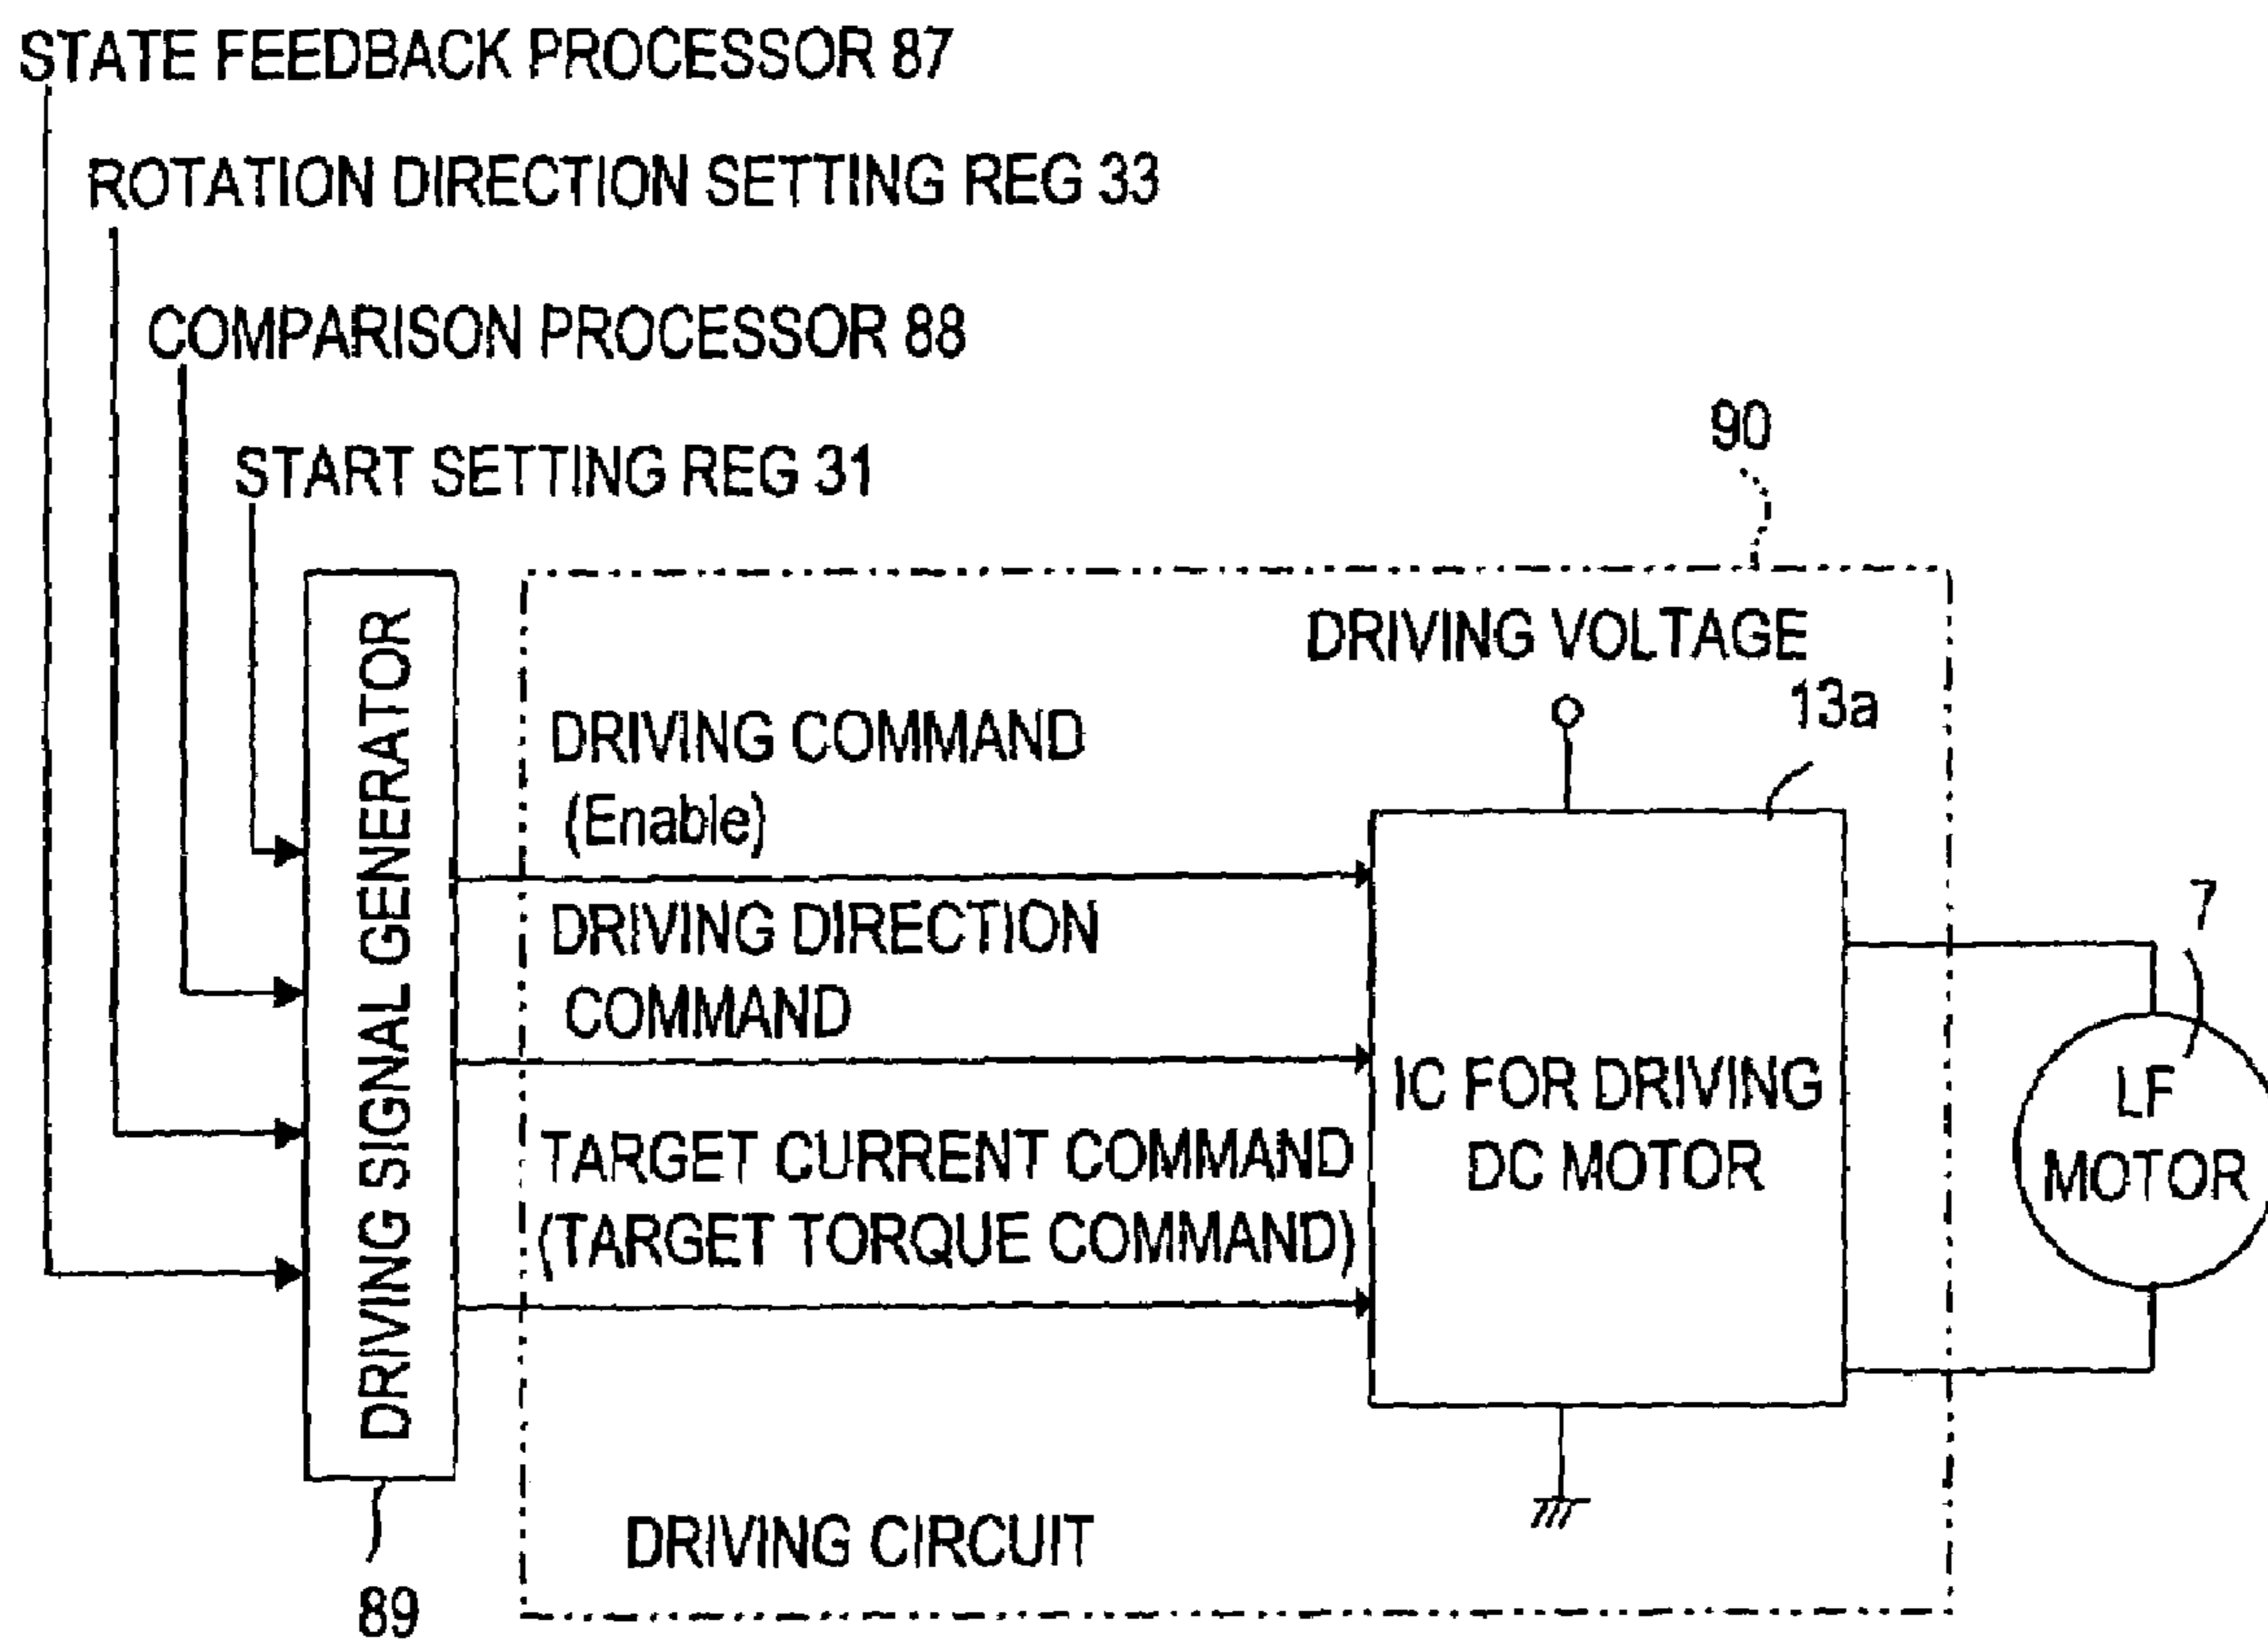 STATE FEEDBACK PROCESSOR 87
ROTATION DIRECTION SETTING REG 33
COMPARISON PROCESSOR 88
START SETTING REG 31
90
DRIVING VOLTAGE
13a
DRIVING SIGNAL GENERATOR
DRIVING COMMAND
(Enable)
DRIVING DIRECTION
COMMAND
TARGET CURRENT COMMAND
(TARGET TORQUE COMMAND)
IC FOR DRIVING
DC MOTOR
7
LF
MOTOR
DRIVING CIRCUIT
89